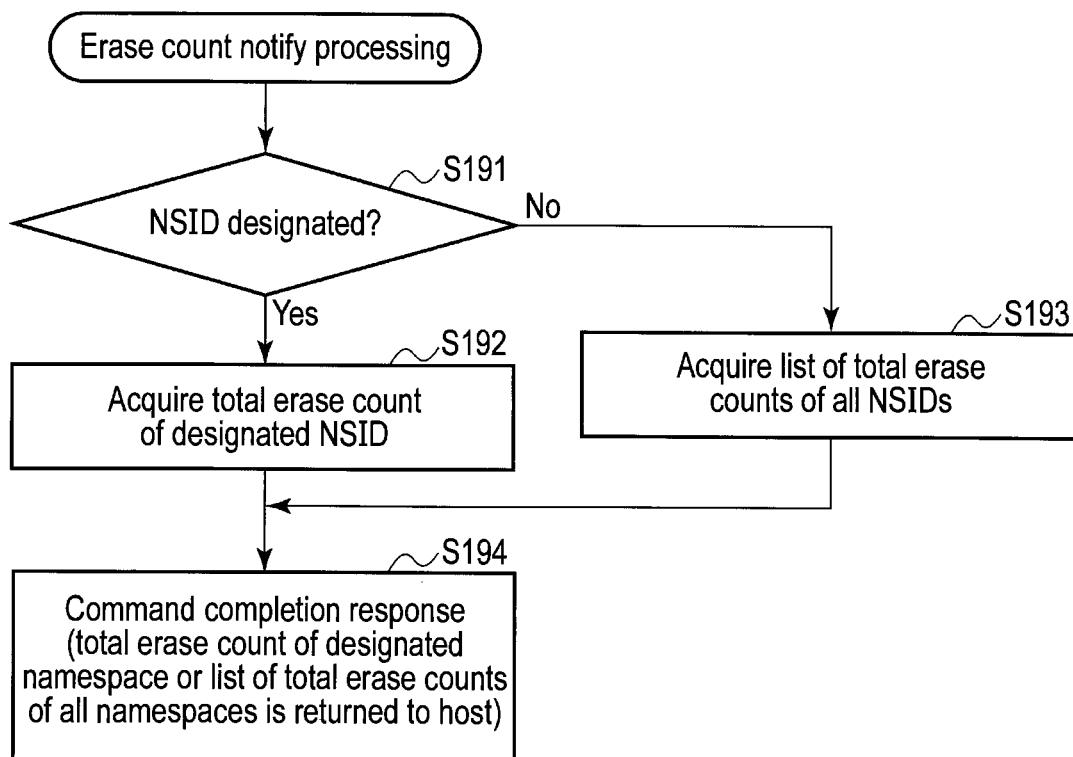 Erase count notify processing
S191
NSID designated?
No
Yes
S192
Acquire total erase count
of designated NSID
S193
Acquire list of total erase
counts of all NSIDs
S194
Command completion response
(total erase count of designated
namespace or list of total erase counts
of all namespaces is returned to host)